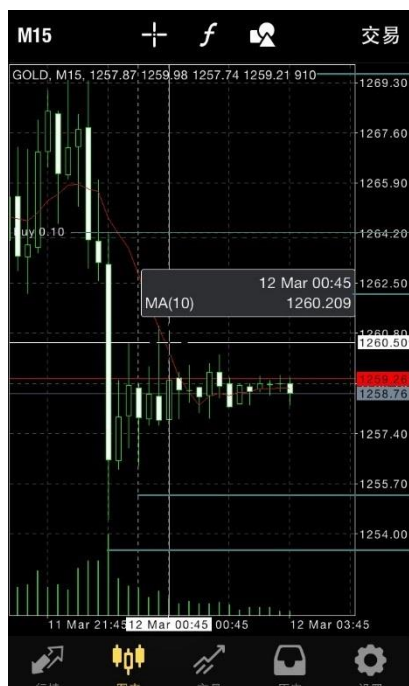 M15 f 交易
GOLD, M15, 1257.87 1259.98 1257.74 1259.21 910
1269.30
1267.60
1265.90
Buy 0.10
1264.20
12 Mar 00:45
1262.50
MA(10) 1260.209
1260.80
1260.50
1259.26
1258.76
1257.40
1255.70
1254.00
11 Mar 21:45 12 Mar 00:45 00:45 12 Mar 03:45